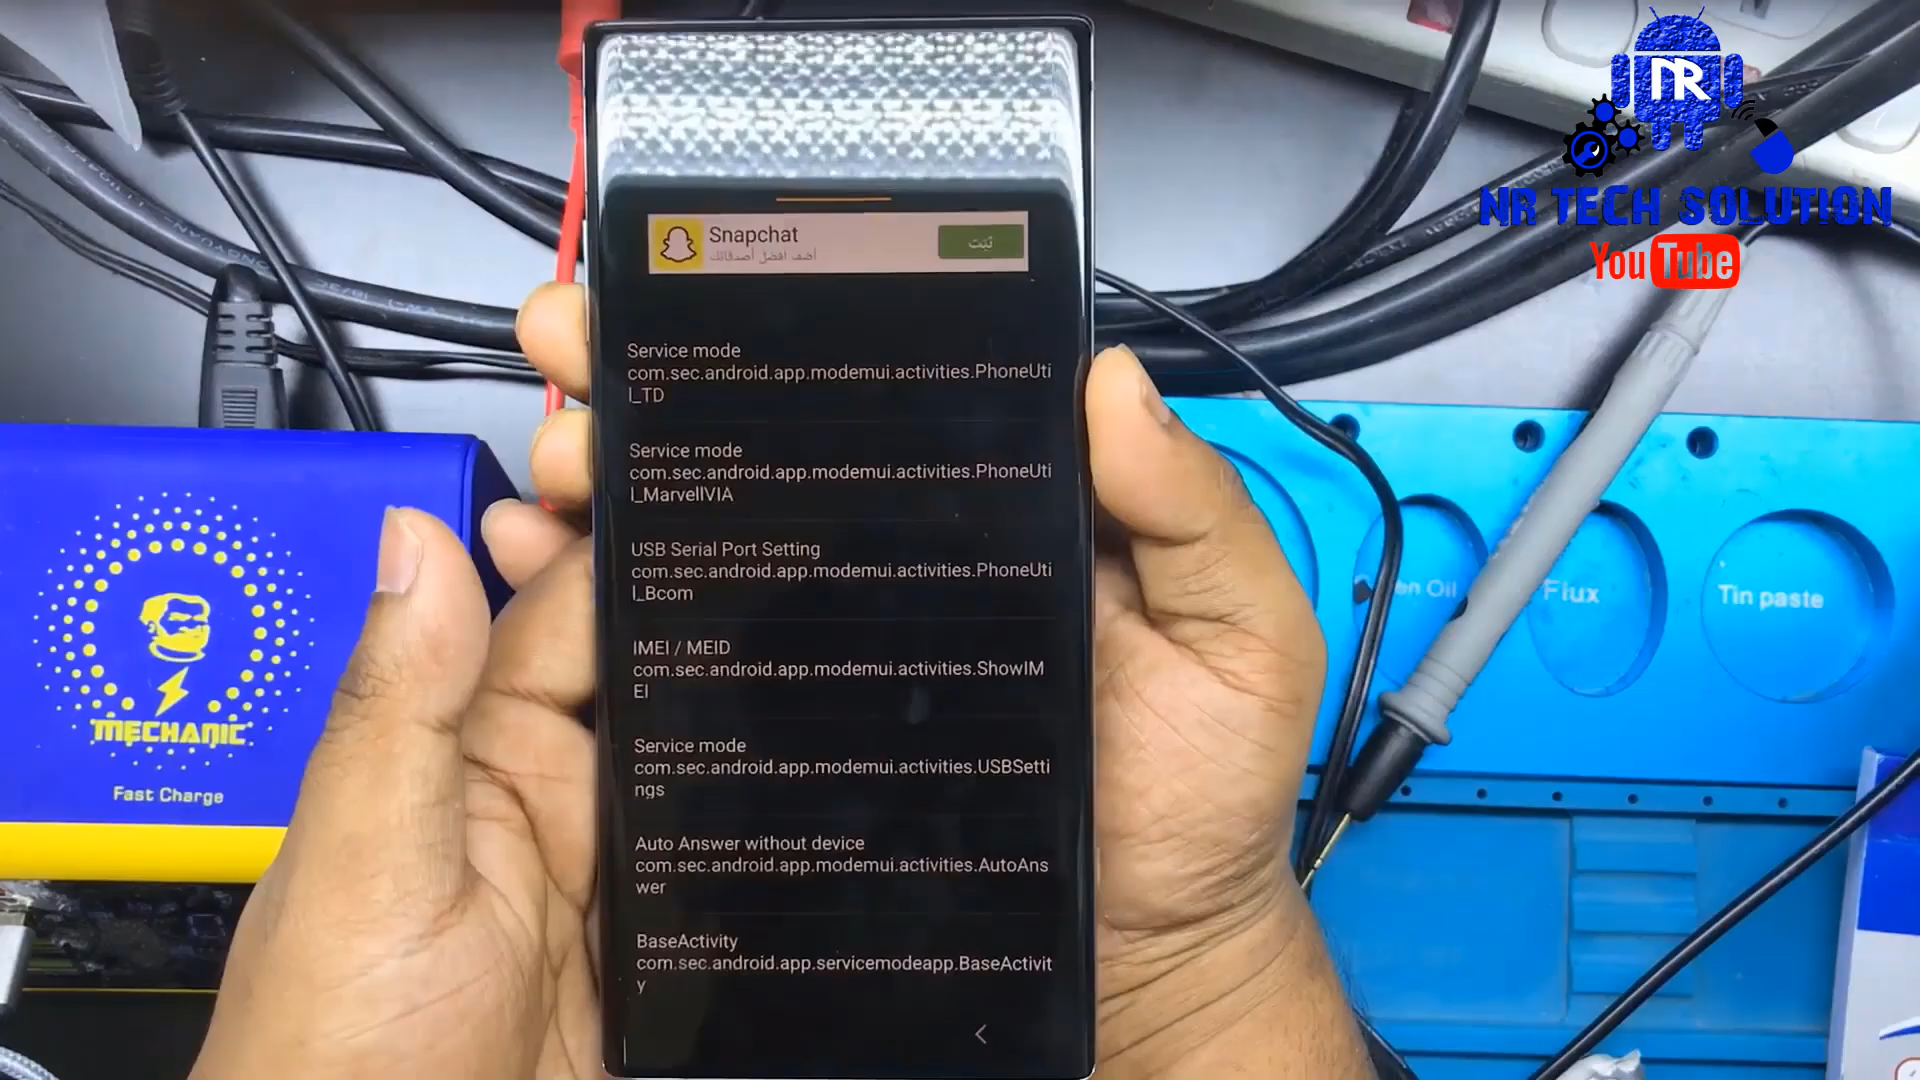 NR
NR TECH SOLUTION
YouTube
Snapchat
أضف افضل أصدقائك
ثبّت
Service mode
com.sec.android.app.modemui.activities.PhoneUti
l_TD
Service mode
com.sec.android.app.modemui.activities.PhoneUti
l_MarvellVIA
USB Serial Port Setting
com.sec.android.app.modemui.activities.PhoneUti
l_Bcom
IMEI / MEID
com.sec.android.app.modemui.activities.ShowIM
EI
Service mode
com.sec.android.app.modemui.activities.USBSetti
ngs
Auto Answer without device
com.sec.android.app.modemui.activities.AutoAns
wer
BaseActivity
com.sec.android.app.servicemodeapp.BaseActivit
y
MECHANIC
Fast Charge
Oil
Flux
Tin paste